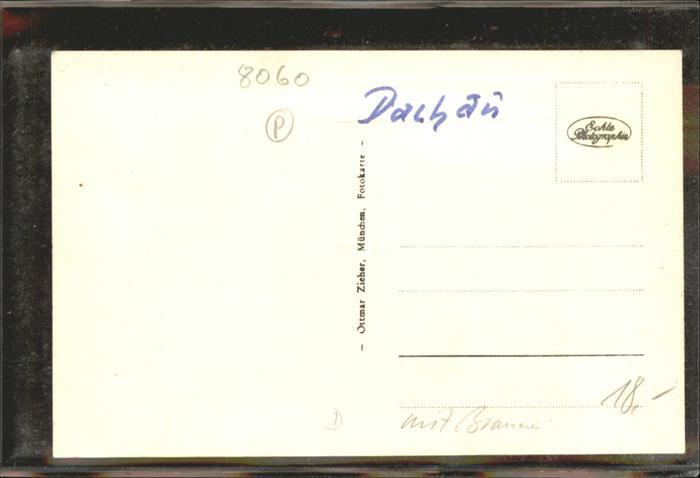 8060
P
Dachau
Echte
Photographie
- Ottmar Zieher, München, Fotokarte -
18,-
D
mit Brauerei